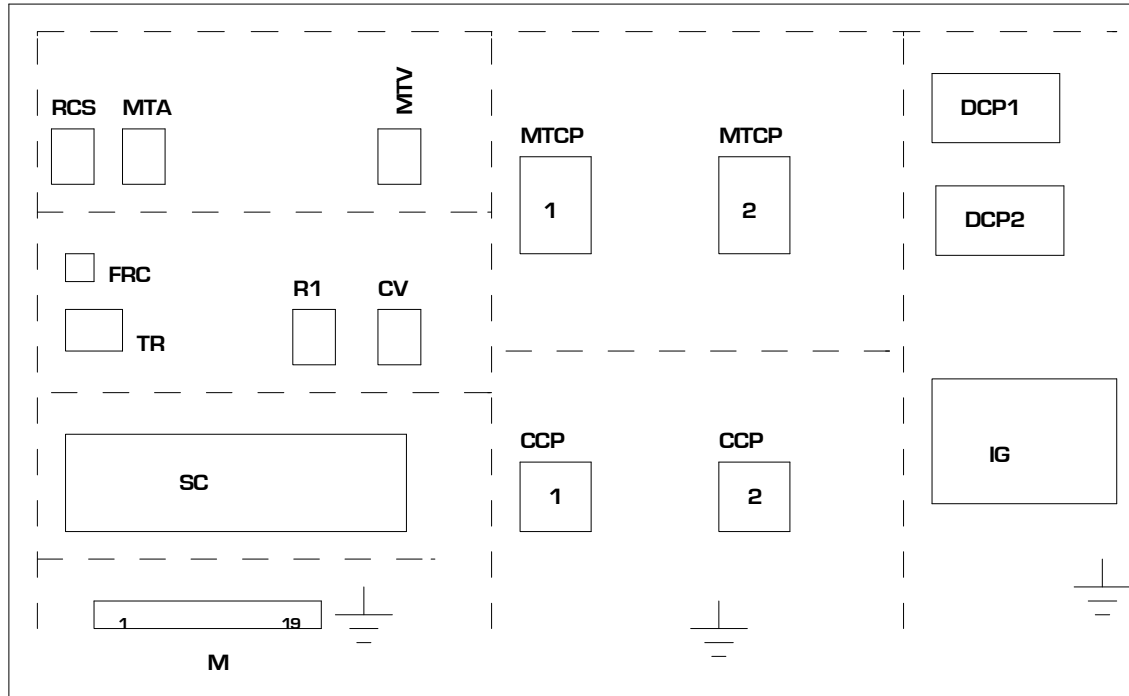 RCS MTA MTV
MTCP MTCP DCP1
1 2
DCP2
FRC
R1 CV
TR
CCP CCP
SC 1 2 IG
1 19
M